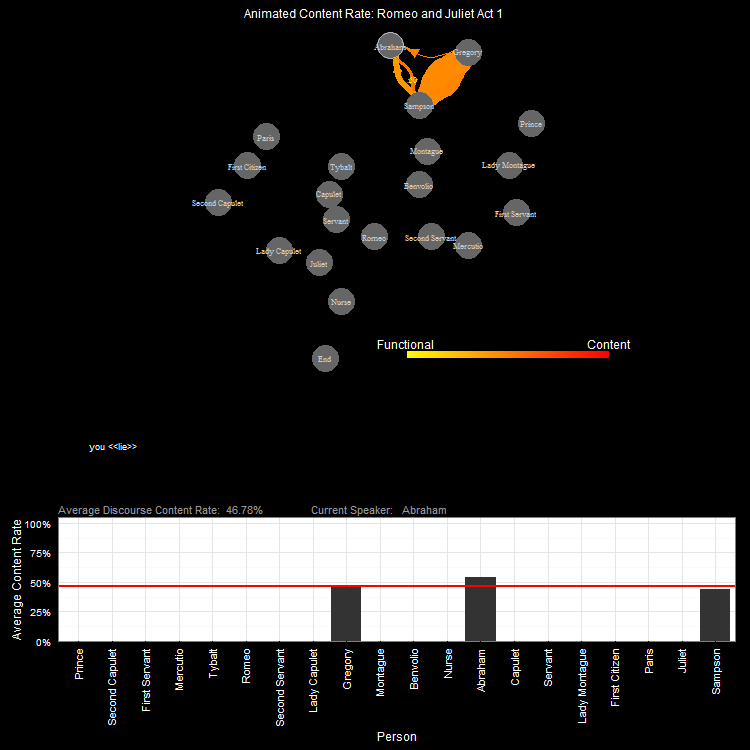 Animated Content Rate: Romeo and Juliet Act 1
Abraham
Gregory
Sampson
Prince
Paris
Montague
First Citizen
Tybalt
Lady Montague
Benvolio
Capulet
Second Capulet
First Servant
Servant
Romeo
Second Servant
Mercutio
Lady Capulet
Juliet
Nurse
Functional
Content
End
you <<lie>>
Average Discourse Content Rate: 46.78%
Current Speaker: Abraham
Average Content Rate
100%
75%
50%
25%
0%
Prince
Second Capulet
First Servant
Mercutio
Tybalt
Romeo
Second Servant
Lady Capulet
Gregory
Montague
Benvolio
Nurse
Abraham
Capulet
Servant
Lady Montague
First Citizen
Paris
Juliet
Sampson
Person